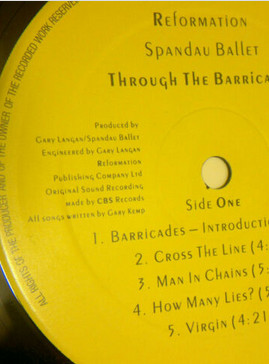 ALL RIGHTS OF THE PRODUCER AND OF THE OWNER OF THE RECORDED WORK RESERVED
Reformation
Spandau Ballet
Through The Barrica
Produced by
Gary Langan/Spandau Ballet
Engineered by Gary Langan
Reformation
Publishing Company Ltd
Original Sound Recording
made by CBS Records
All songs written by Gary Kemp
Side One
1. Barricades – Introductio
2. Cross The Line (4:
3. Man In Chains (5:
4. How Many Lies? (5
5. Virgin (4:21